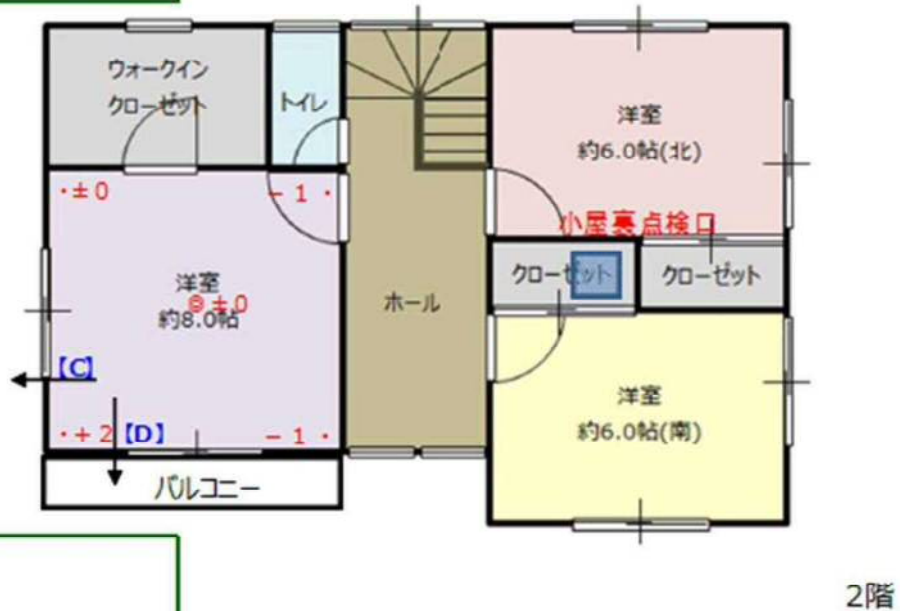 ウォークイン
クローゼット
トイレ
洋室
約6.0帖(北)
・±0
－1・
小屋裏点検口
クローゼット
クローゼット
洋室
◎±0
約8.0帖
ホール
【C】
洋室
約6.0帖(南)
・+2
【D】
－1・
バルコニー
2階